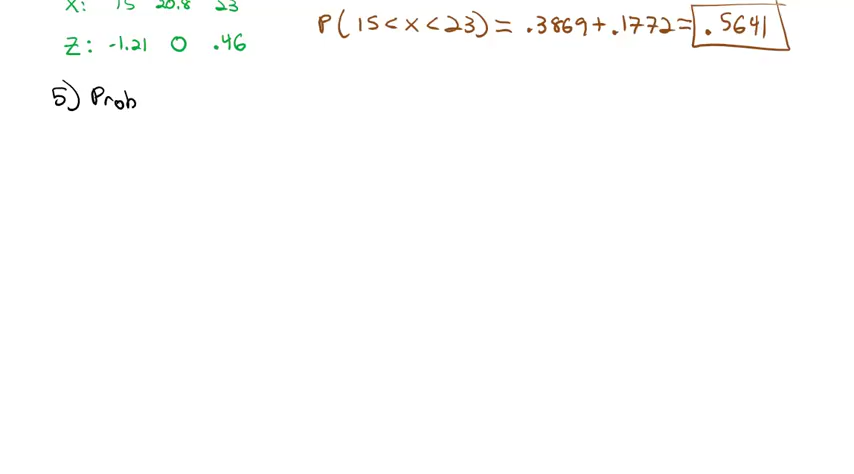 X: 15 20.8 23
P(15<x<23) = .3869+.1772= .5641
Z: -1.21 0 .46
5) Prob